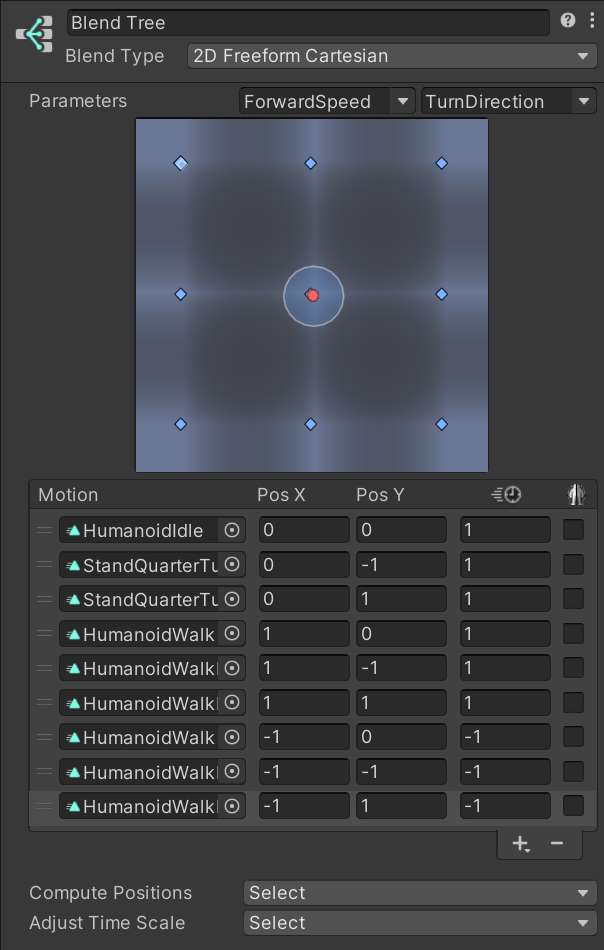 Blend Tree
Blend Type 2D Freeform Cartesian
Parameters ForwardSpeed TurnDirection
Motion Pos X Pos Y
HumanoidIdle 0 0 1
StandQuarterTu 0 -1 1
StandQuarterTu 0 1 1
HumanoidWalk 1 0 1
HumanoidWalk 1 -1 1
HumanoidWalk 1 1 1
HumanoidWalk -1 0 -1
HumanoidWalk -1 -1 -1
HumanoidWalk -1 1 -1
Compute Positions Select
Adjust Time Scale Select